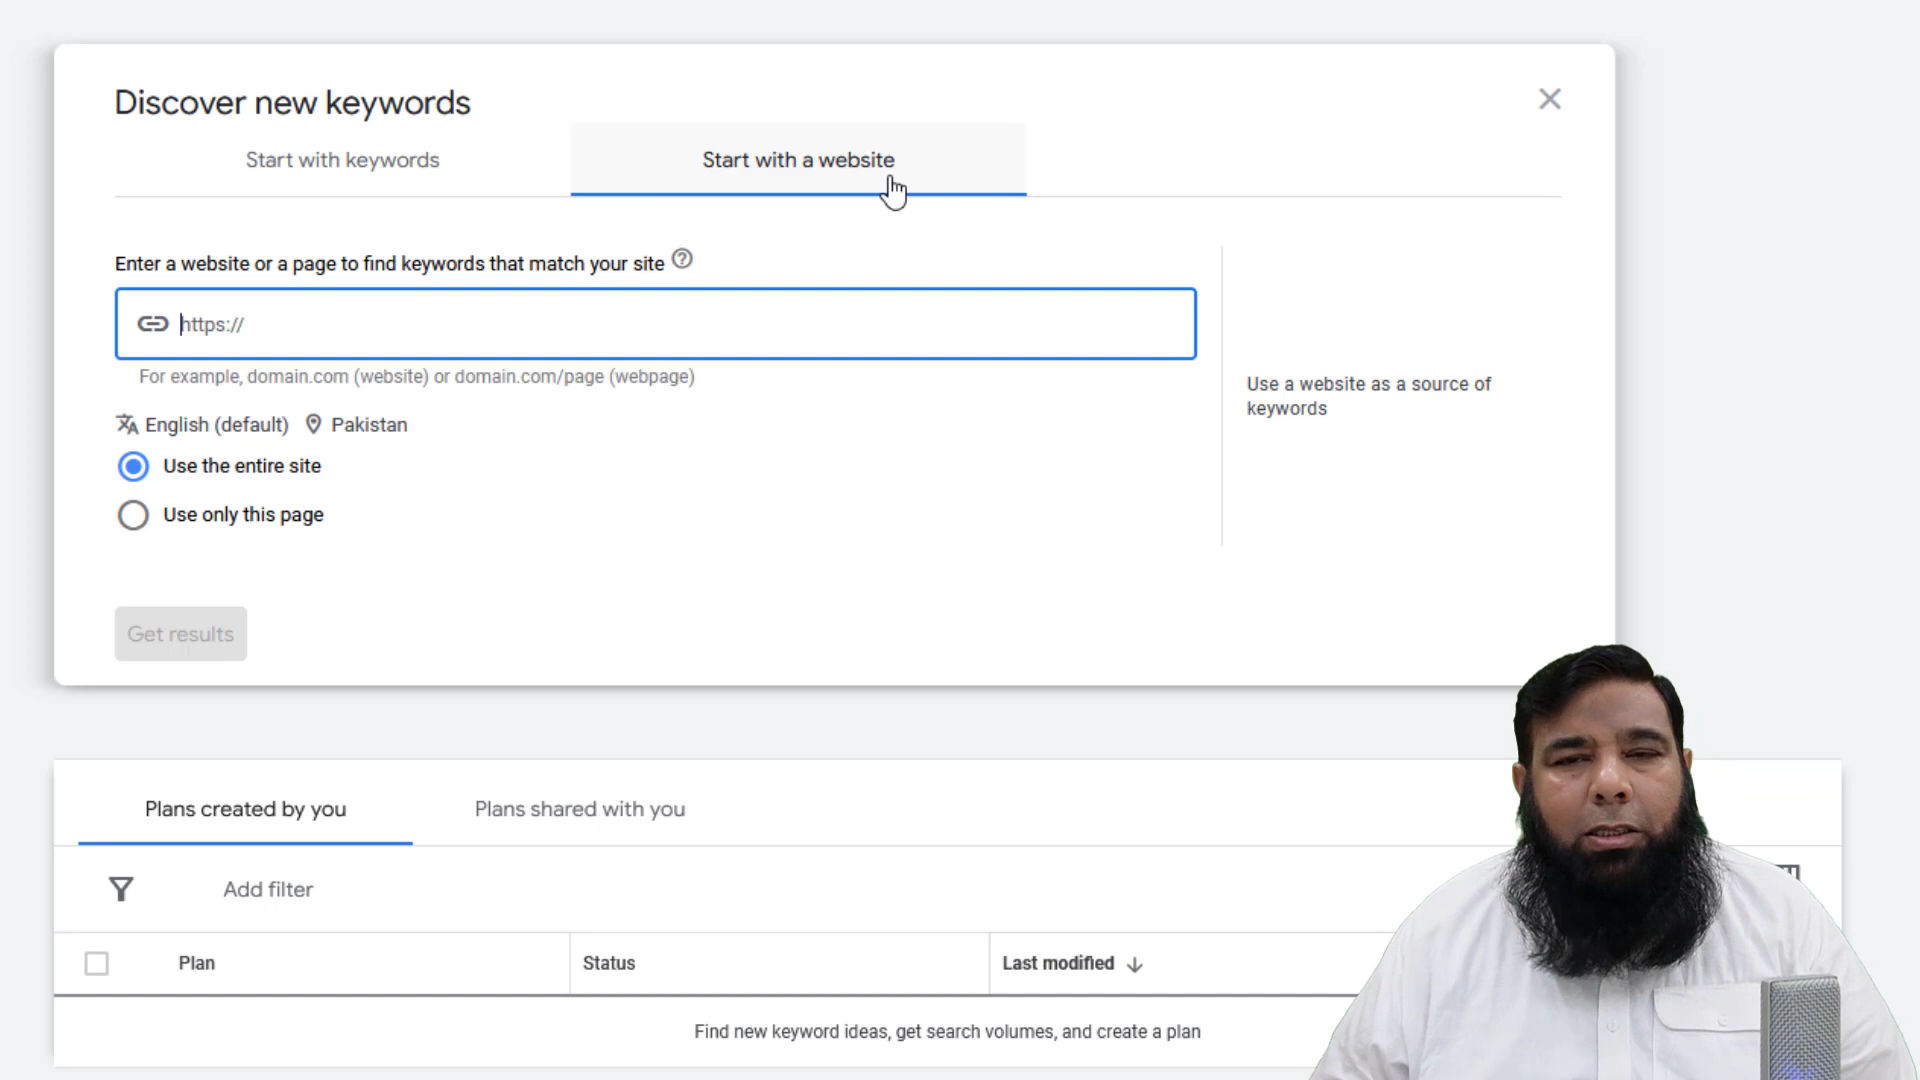 Discover new keywords
Start with keywords
Start with a website
Enter a website or a page to find keywords that match your site
https://
For example, domain.com (website) or domain.com/page (webpage)
English (default) Pakistan
Use a website as a source of
keywords
Use the entire site
Use only this page
Get results
Plans created by you
Plans shared with you
Add filter
Plan
Status
Last modified
Find new keyword ideas, get search volumes, and create a plan